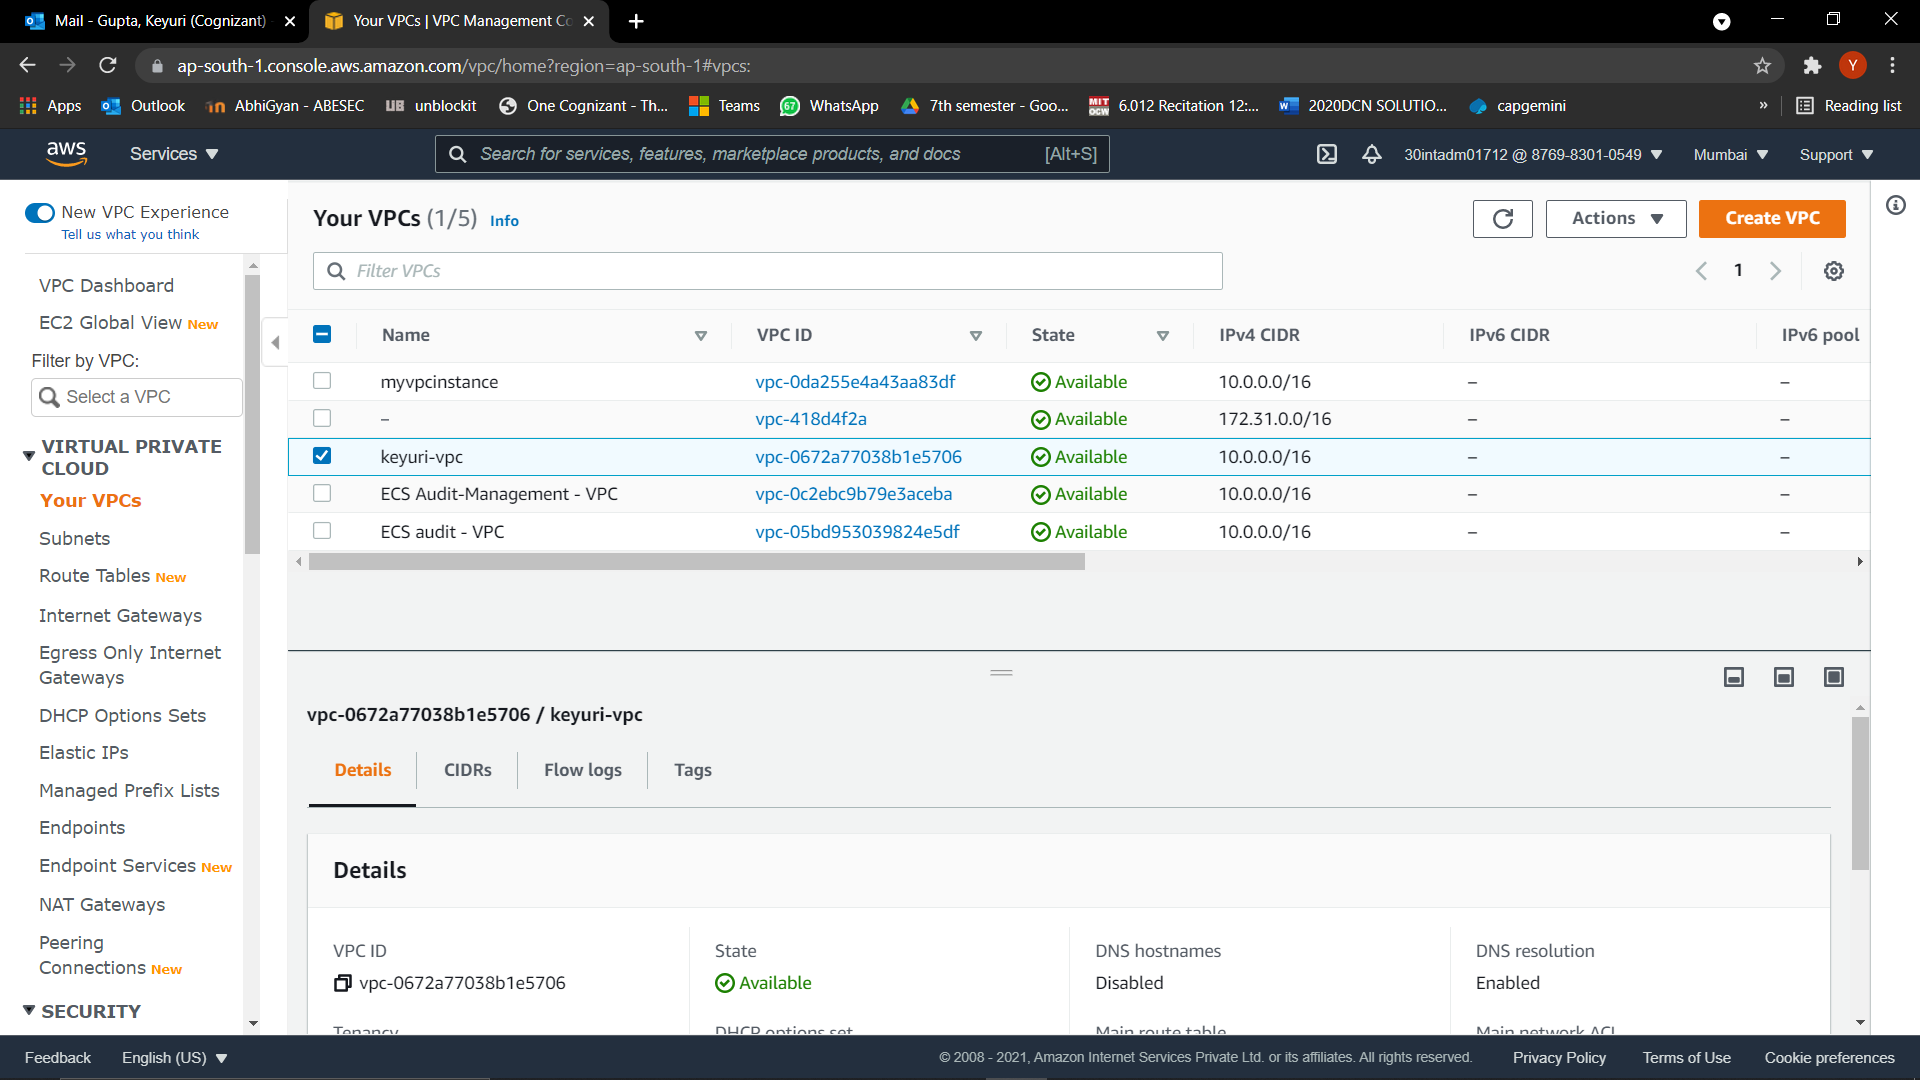 Mail - Gupta, Keyuri (Cognizant)
Your VPCs | VPC Management Co
ap-south-1.console.aws.amazon.com/vpc/home?region=ap-south-1#vpcs:
Y
Apps
Outlook
AbhiGyan - ABESEC
UB unblockit
One Cognizant - Th...
Teams
67 WhatsApp
7th semester - Goo...
MIT OCW 6.012 Recitation 12:...
2020DCN SOLUTIO...
capgemini
»
Reading list
aws
Services
Search for services, features, marketplace products, and docs [Alt+S]
30intadm01712 @ 8769-8301-0549
Mumbai
Support
New VPC Experience
Tell us what you think
VPC Dashboard
EC2 Global View New
Filter by VPC:
Select a VPC
VIRTUAL PRIVATE
CLOUD
Your VPCs
Subnets
Route Tables New
Internet Gateways
Egress Only Internet
Gateways
DHCP Options Sets
Elastic IPs
Managed Prefix Lists
Endpoints
Endpoint Services New
NAT Gateways
Peering
Connections New
SECURITY
Your VPCs (1/5) Info
Actions
Create VPC
Filter VPCs
1
Name VPC ID State IPv4 CIDR IPv6 CIDR IPv6 pool
myvpcinstance vpc-0da255e4a43aa83df Available 10.0.0.0/16 – –
– vpc-418d4f2a Available 172.31.0.0/16 – –
keyuri-vpc vpc-0672a77038b1e5706 Available 10.0.0.0/16 – –
ECS Audit-Management - VPC vpc-0c2ebc9b79e3aceba Available 10.0.0.0/16 – –
ECS audit - VPC vpc-05bd953039824e5df Available 10.0.0.0/16 – –
vpc-0672a77038b1e5706 / keyuri-vpc
Details CIDRs Flow logs Tags
Details
VPC ID State DNS hostnames DNS resolution
vpc-0672a77038b1e5706 Available Disabled Enabled
Tenancy DHCP options set Main route table Main network ACL
Feedback English (US) © 2008 - 2021, Amazon Internet Services Private Ltd. or its affiliates. All rights reserved. Privacy Policy Terms of Use Cookie preferences